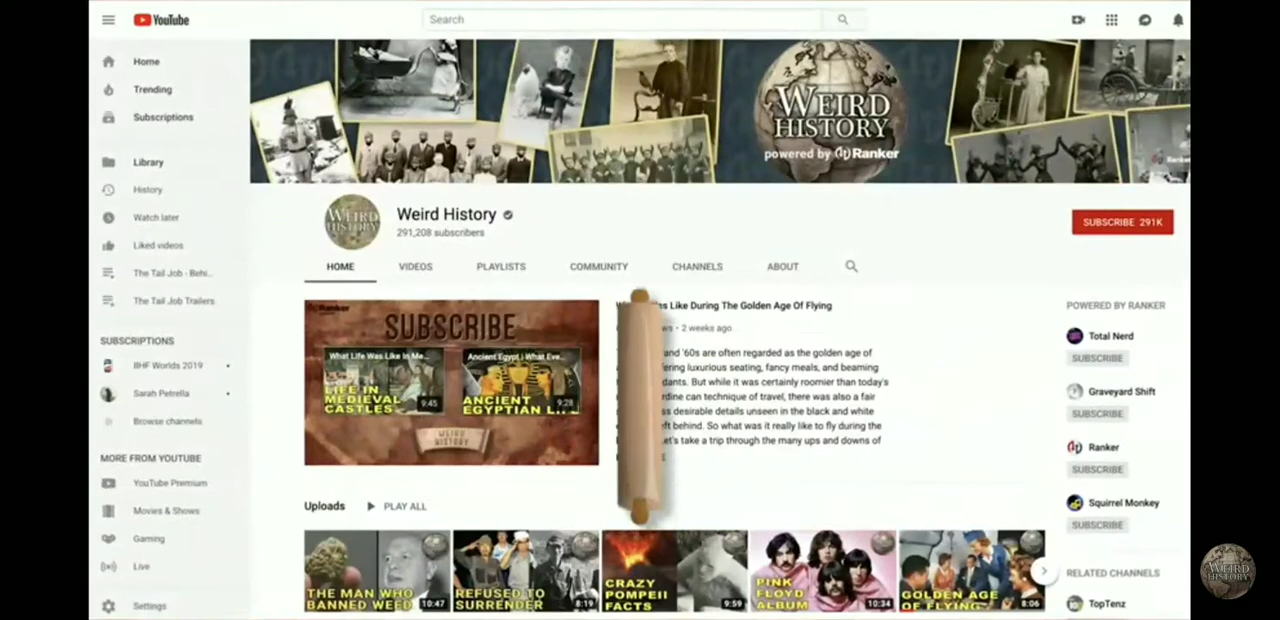 YouTube
Search
Home
Trending
Subscriptions
Library
History
Watch later
Liked videos
The Tail Job - Behi...
The Tail Job Trailers
SUBSCRIPTIONS
IIHF Worlds 2019
Sarah Petrella
Browse channels
MORE FROM YOUTUBE
YouTube Premium
Movies & Shows
Gaming
Live
Settings
WEIRD
HISTORY
powered by Ranker
Ranker
WEIRD
HISTORY
Weird History
291,208 subscribers
SUBSCRIBE 291K
HOME
VIDEOS
PLAYLISTS
COMMUNITY
CHANNELS
ABOUT
Ranker
SUBSCRIBE
What Life Was Like In Me...
LIFE IN
MEDIEVAL
CASTLES
9:45
Ancient Egypt | What Eve...
ANCIENT
EGYPTIAN
9:28
WEIRD
HISTORY
Like During The Golden Age Of Flying
• 2 weeks ago
and '60s are often regarded as the golden age of
luxurious seating, fancy meals, and beaming
But while it was certainly roomier than today's
can technique of travel, there was also a fair
desirable details unseen in the black and white
behind. So what was it really like to fly during the
Let's take a trip through the many ups and downs of
Uploads
PLAY ALL
THE MAN WHO
BANNED WEED
10:47
REFUSED TO
SURRENDER
8:19
CRAZY
POMPEII
FACTS
9:59
PINK
FLOYD
ALBUM
10:34
GOLDEN AGE
OF FLYING
8:06
POWERED BY RANKER
Total Nerd
SUBSCRIBE
Graveyard Shift
SUBSCRIBE
Ranker
SUBSCRIBE
Squirrel Monkey
SUBSCRIBE
RELATED CHANNELS
TopTenz
WEIRD
HISTORY